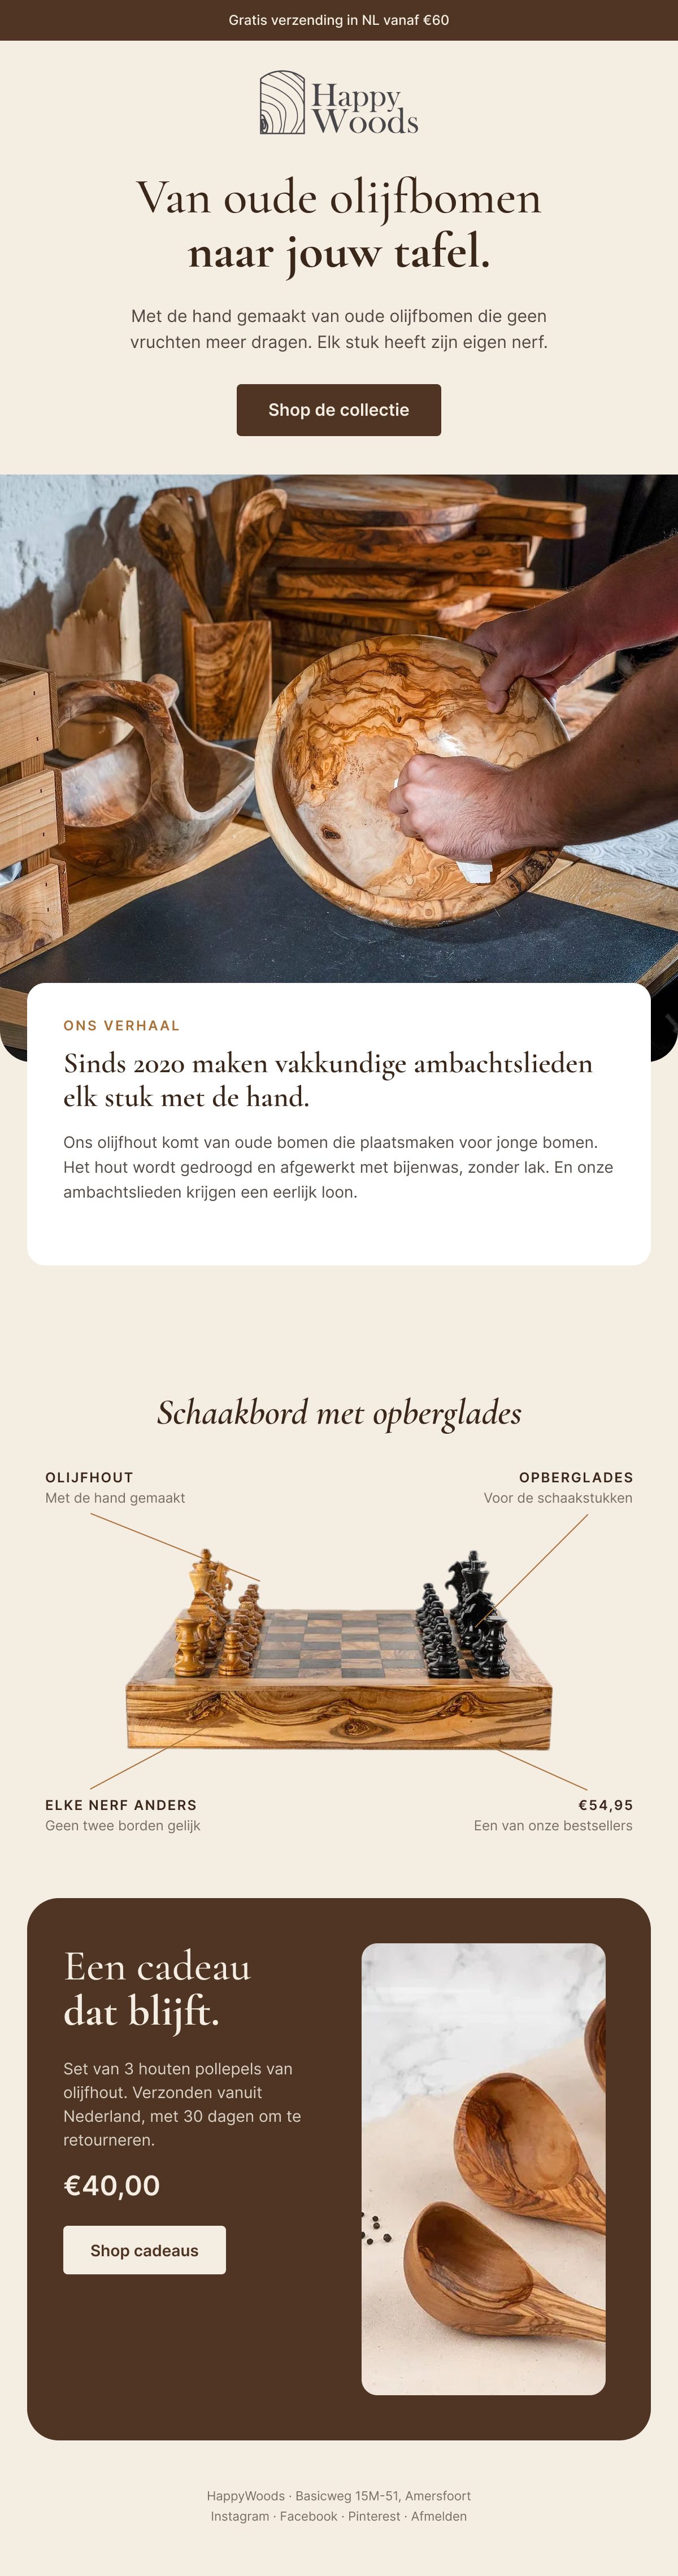 Gratis verzending in NL vanaf €60
Happy
Woods
Van oude olijfbomen
naar jouw tafel.
Met de hand gemaakt van oude olijfbomen die geen
vruchten meer dragen. Elk stuk heeft zijn eigen nerf.
Shop de collectie
ONS VERHAAL
Sinds 2020 maken vakkundige ambachtslieden
elk stuk met de hand.
Ons olijfhout komt van oude bomen die plaatsmaken voor jonge bomen.
Het hout wordt gedroogd en afgewerkt met bijenwas, zonder lak. En onze
ambachtslieden krijgen een eerlijk loon.
Schaakbord met opberglades
OLIJFHOUT
Met de hand gemaakt
OPBERGLADES
Voor de schaakstukken
ELKE NERF ANDERS
Geen twee borden gelijk
€54,95
Een van onze bestsellers
Een cadeau
dat blijft.
Set van 3 houten pollepels van
olijfhout. Verzonden vanuit
Nederland, met 30 dagen om te
retourneren.
€40,00
Shop cadeaus
HappyWoods · Basicweg 15M-51, Amersfoort
Instagram · Facebook · Pinterest · Afmelden